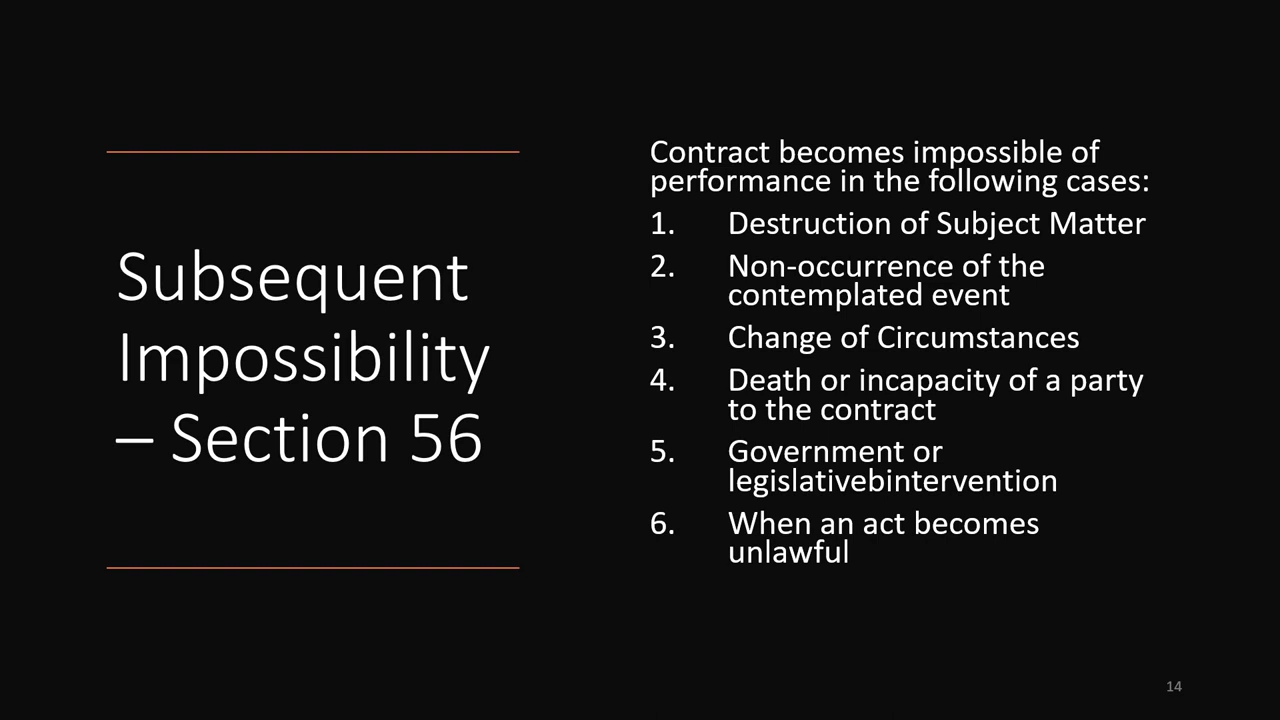 Subsequent
Impossibility
– Section 56
Contract becomes impossible of
performance in the following cases:
1. Destruction of Subject Matter
2. Non-occurrence of the
contemplated event
3. Change of Circumstances
4. Death or incapacity of a party
to the contract
5. Government or
legislativebintervention
6. When an act becomes
unlawful
14